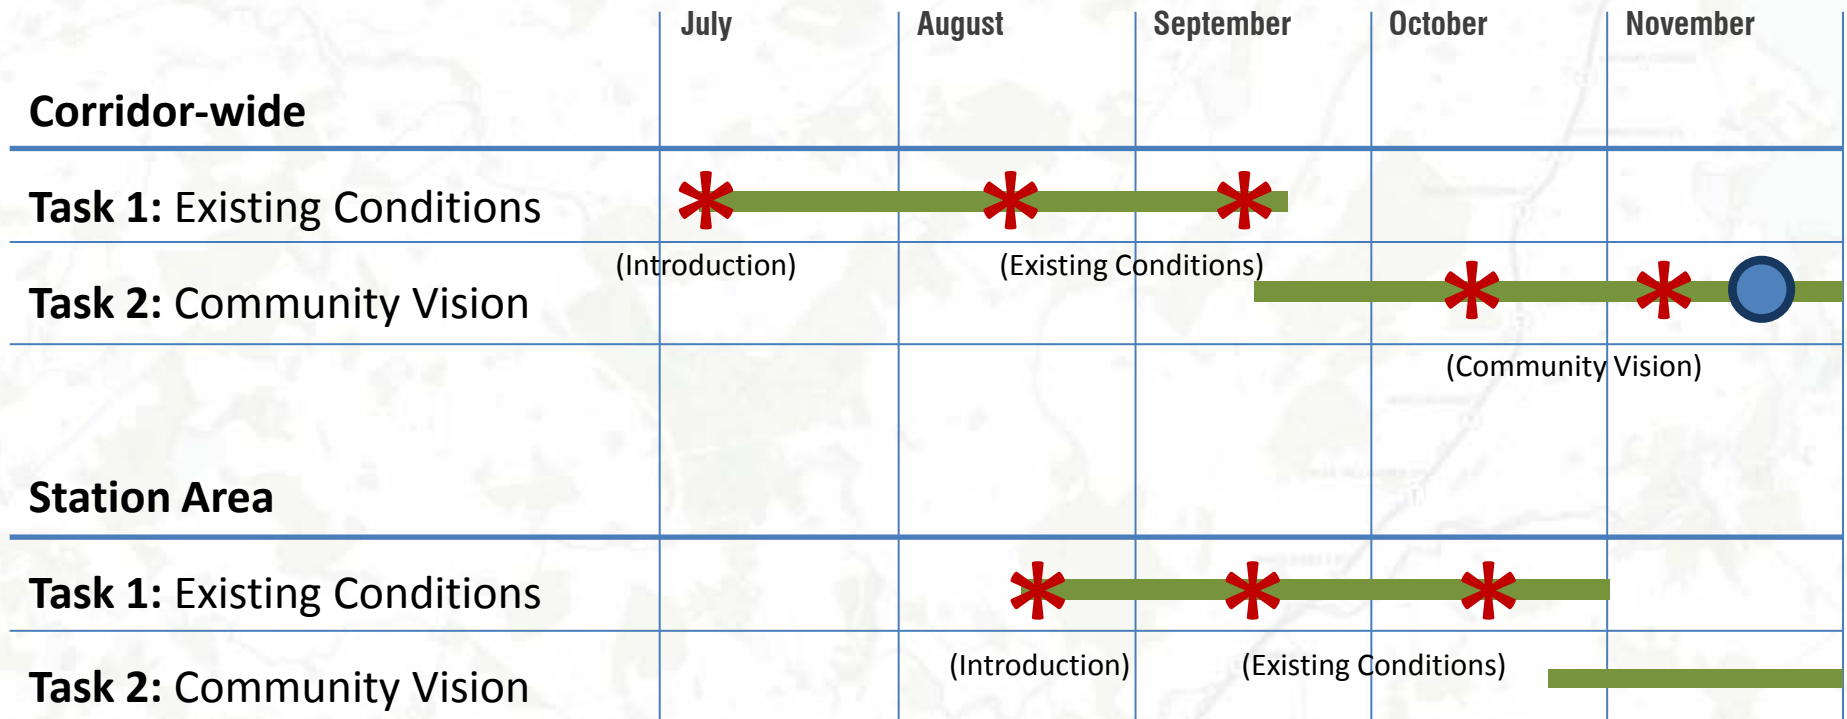 July August September October November
Corridor-wide
Task 1: Existing Conditions
(Introduction) (Existing Conditions)
Task 2: Community Vision
(Community Vision)
Station Area
Task 1: Existing Conditions
(Introduction) (Existing Conditions)
Task 2: Community Vision